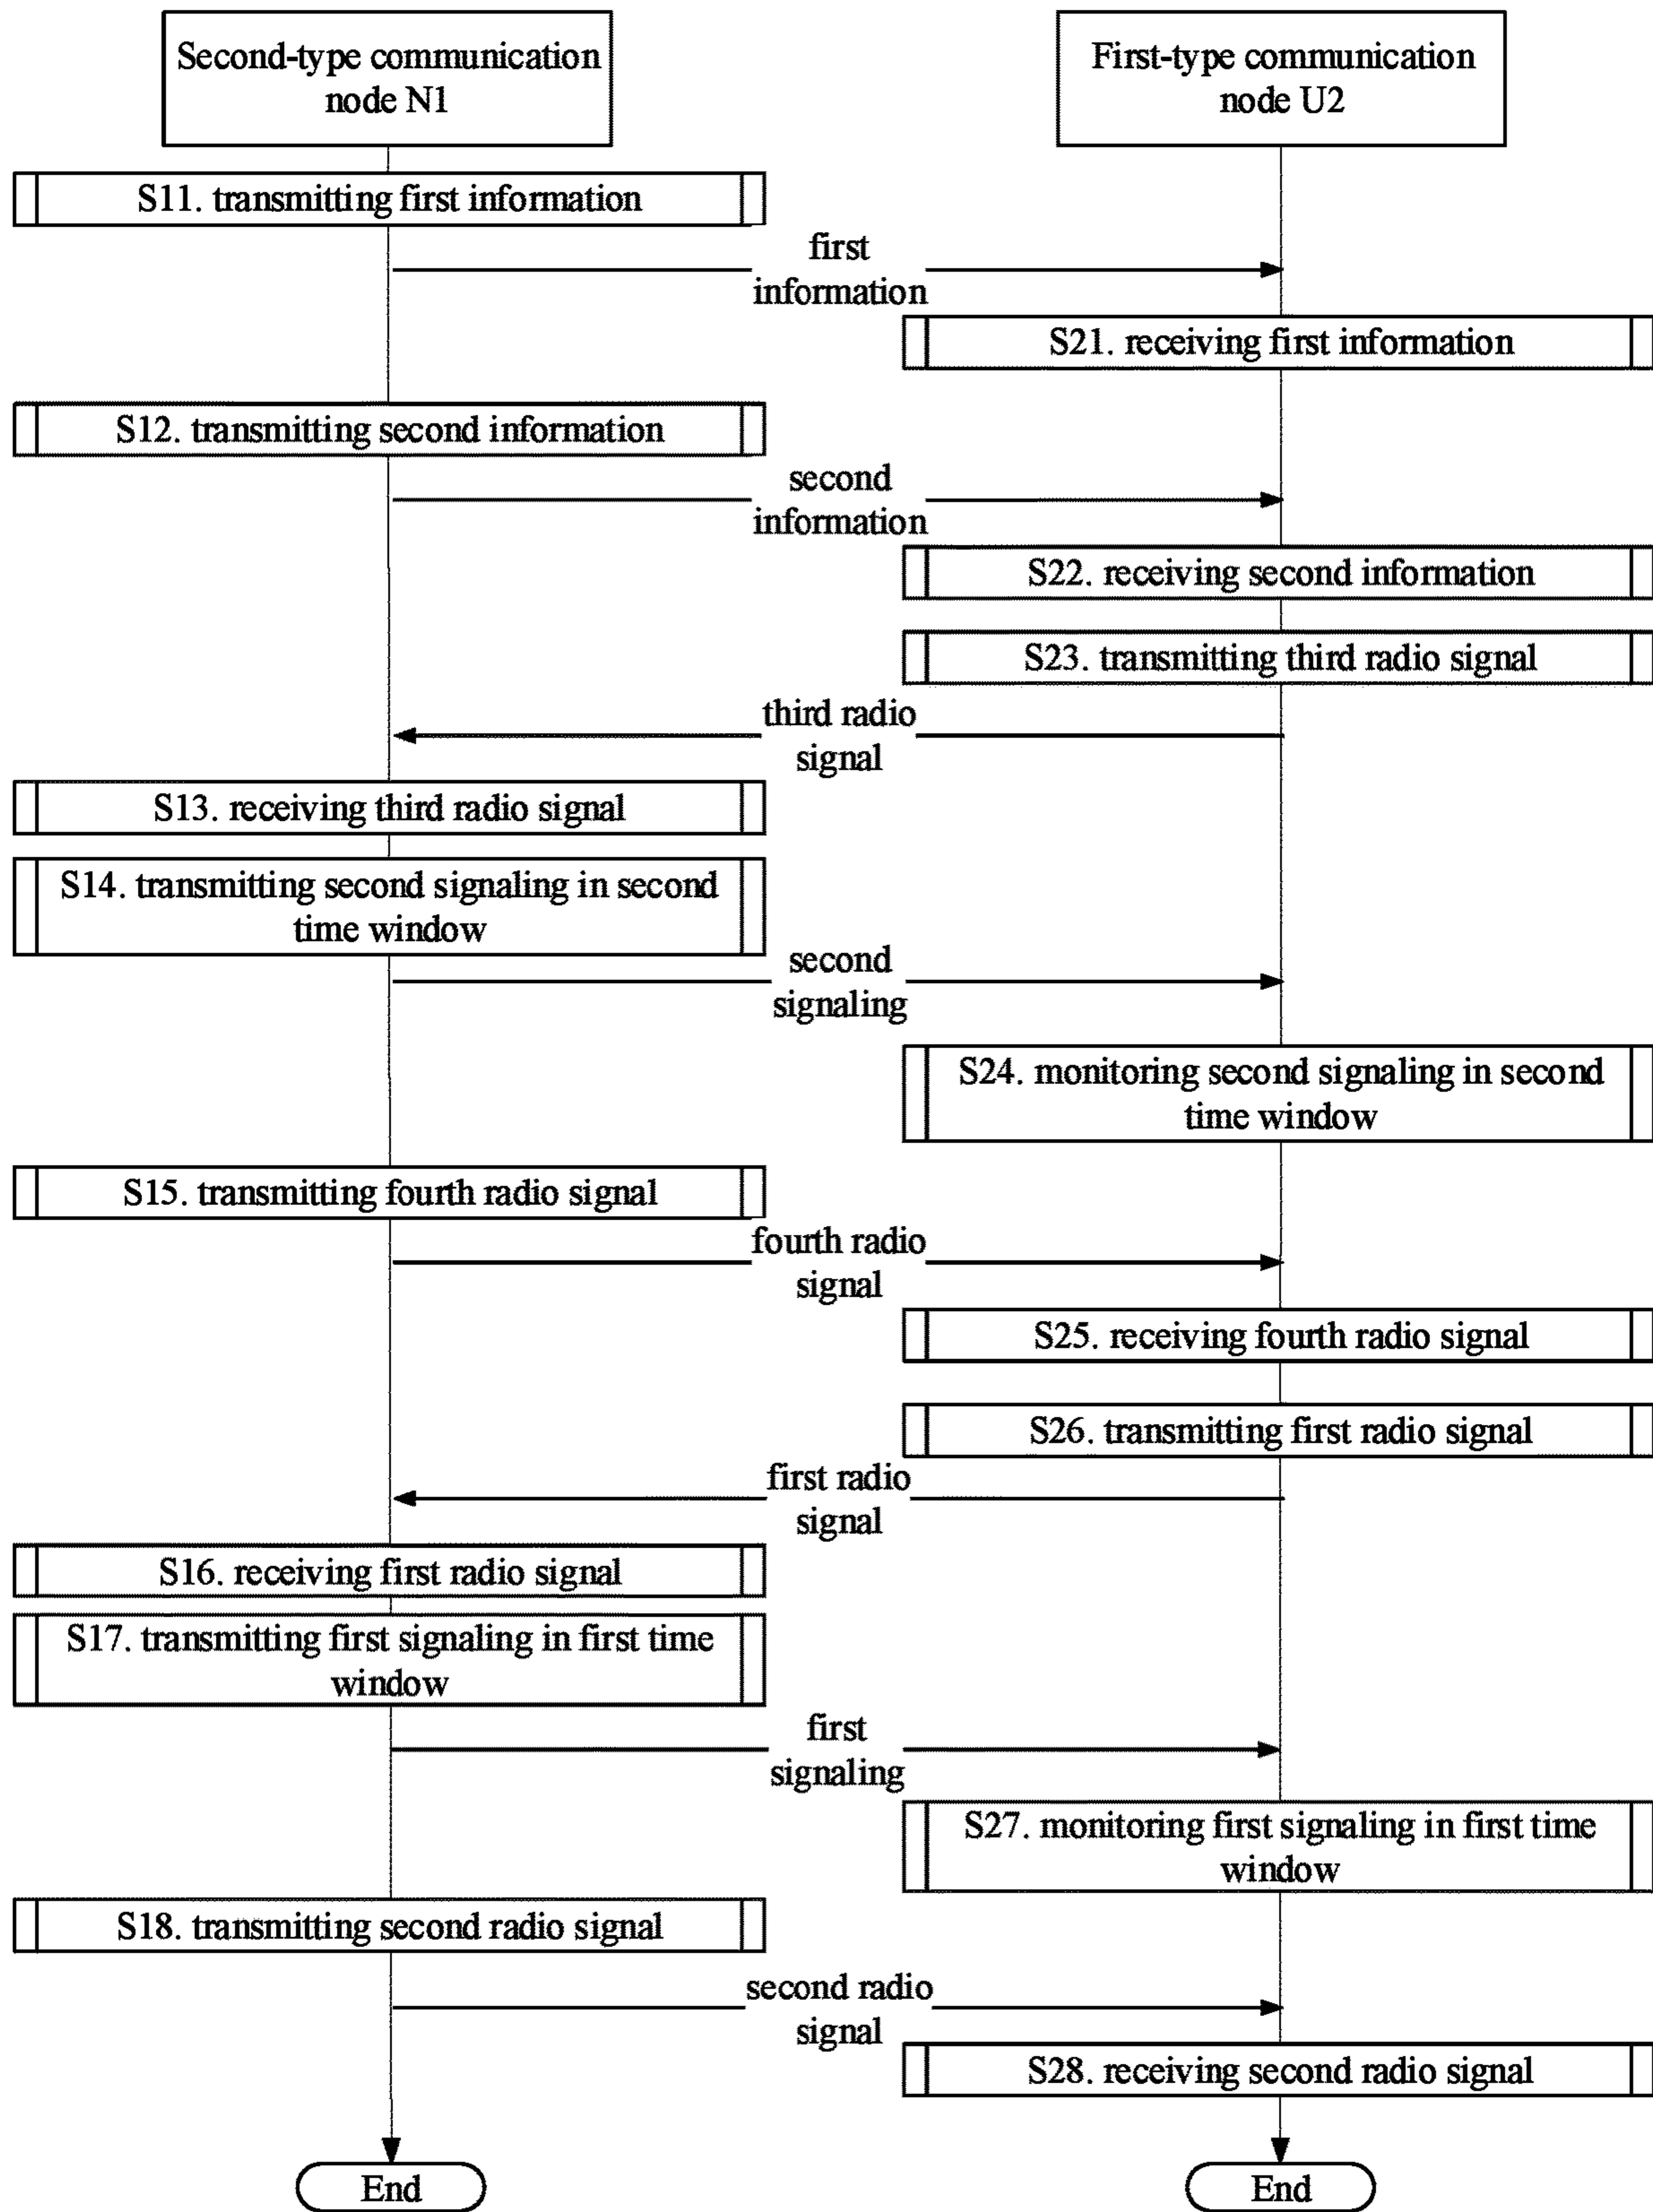 Second-type communication
node N1
First-type communication
node U2
S11. transmitting first information
first
information
S21. receiving first information
S12. transmitting second information
second
information
S22. receiving second information
S23. transmitting third radio signal
third radio
signal
S13. receiving third radio signal
S14. transmitting second signaling in second
time window
second
signaling
S24. monitoring second signaling in second
time window
S15. transmitting fourth radio signal
fourth radio
signal
S25. receiving fourth radio signal
S26. transmitting first radio signal
first radio
signal
S16. receiving first radio signal
S17. transmitting first signaling in first time
window
first
signaling
S27. monitoring first signaling in first time
window
S18. transmitting second radio signal
second radio
signal
S28. receiving second radio signal
End
End